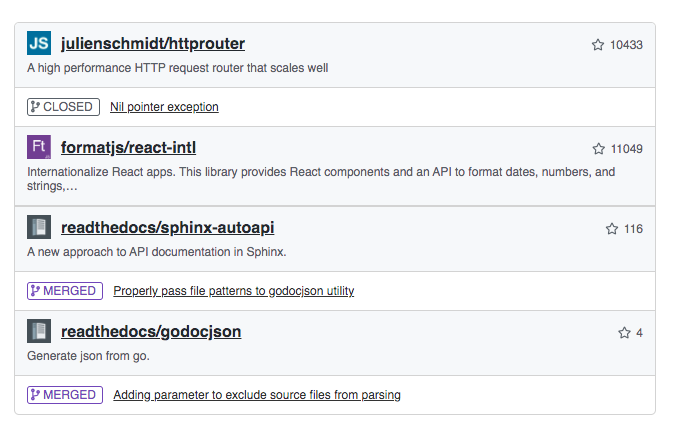 JS julienschmidt/httprouter 10433
A high performance HTTP request router that scales well
CLOSED Nil pointer exception
Ft formatjs/react-intl 11049
Internationalize React apps. This library provides React components and an API to format dates, numbers, and
strings,…
readthedocs/sphinx-autoapi 116
A new approach to API documentation in Sphinx.
MERGED Properly pass file patterns to godocjson utility
readthedocs/godocjson 4
Generate json from go.
MERGED Adding parameter to exclude source files from parsing